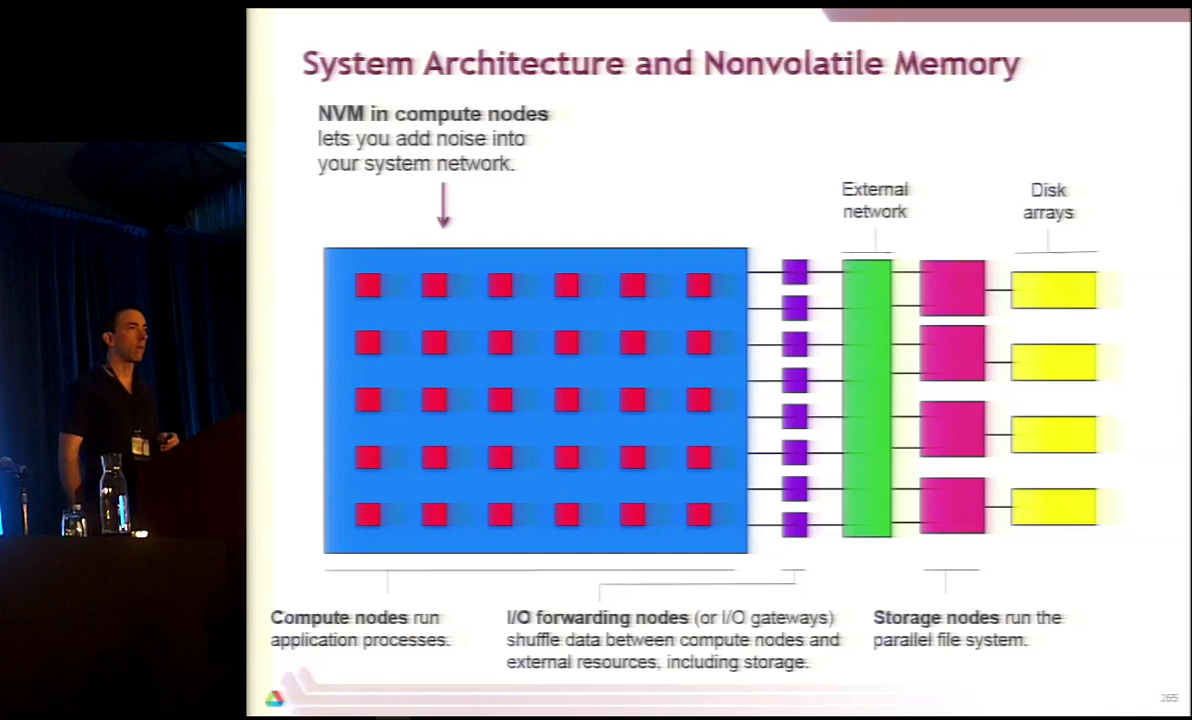 System Architecture and Nonvolatile Memory
NVM in compute nodes
lets you add noise into
your system network.
External
network
Disk
arrays
Compute nodes run
application processes.
I/O forwarding nodes (or I/O gateways)
shuffle data between compute nodes and
external resources, including storage.
Storage nodes run the
parallel file system.
265